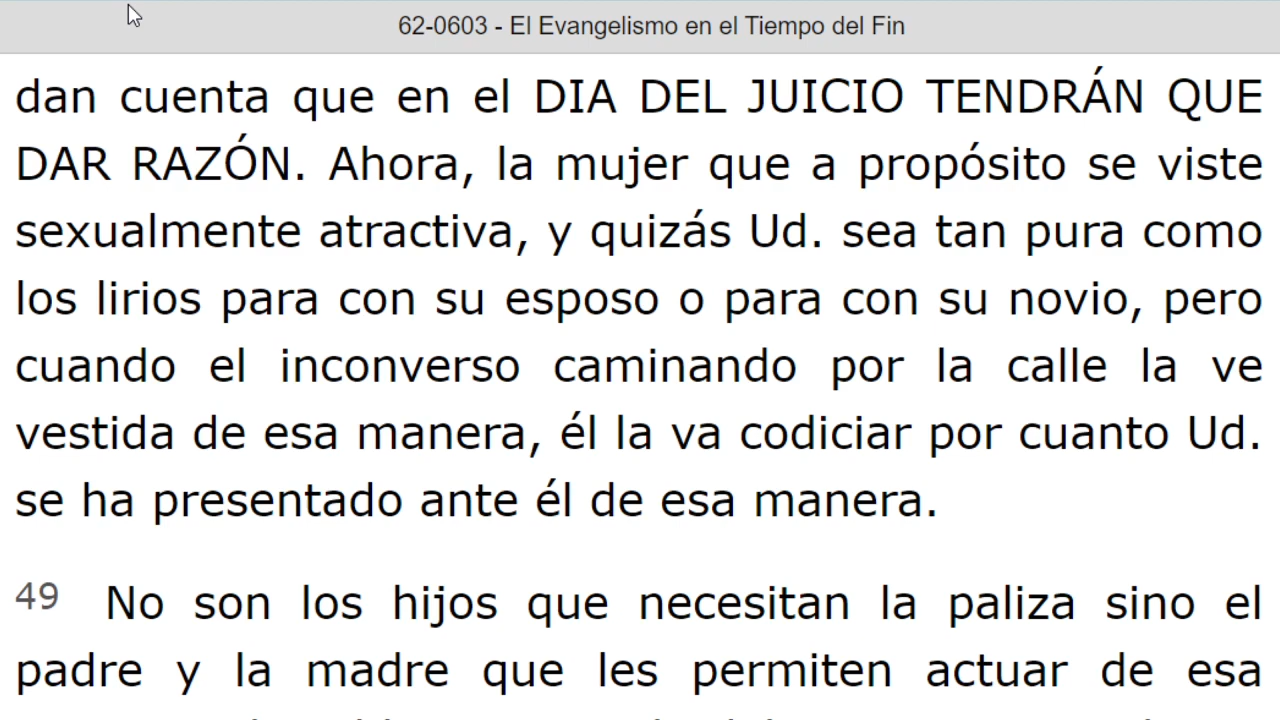 62-0603 - El Evangelismo en el Tiempo del Fin
dan cuenta que en el DIA DEL JUICIO TENDRÁN QUE
DAR RAZÓN. Ahora, la mujer que a propósito se viste
sexualmente atractiva, y quizás Ud. sea tan pura como
los lirios para con su esposo o para con su novio, pero
cuando el inconverso caminando por la calle la ve
vestida de esa manera, él la va codiciar por cuanto Ud.
se ha presentado ante él de esa manera.
49 No son los hijos que necesitan la paliza sino el
padre y la madre que les permiten actuar de esa